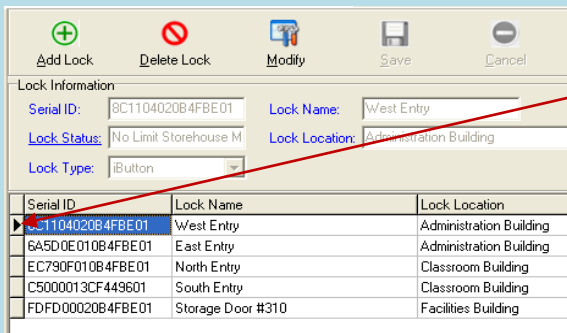 Add Lock Delete Lock Modify Save Cancel
Lock Information
Serial ID: 8C1104020B4FBE01 Lock Name: West Entry
Lock Status: No Limit Storehouse M Lock Location: Administration Building
Lock Type: iButton
Serial ID Lock Name Lock Location
8C1104020B4FBE01 West Entry Administration Building
6A5D0E010B4FBE01 East Entry Administration Building
EC790F010B4FBE01 North Entry Classroom Building
C5000013CF449601 South Entry Classroom Building
FDFD00020B4FBE01 Storage Door #310 Facilities Building